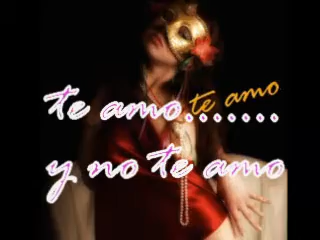 te amo....... te amo
y no te amo